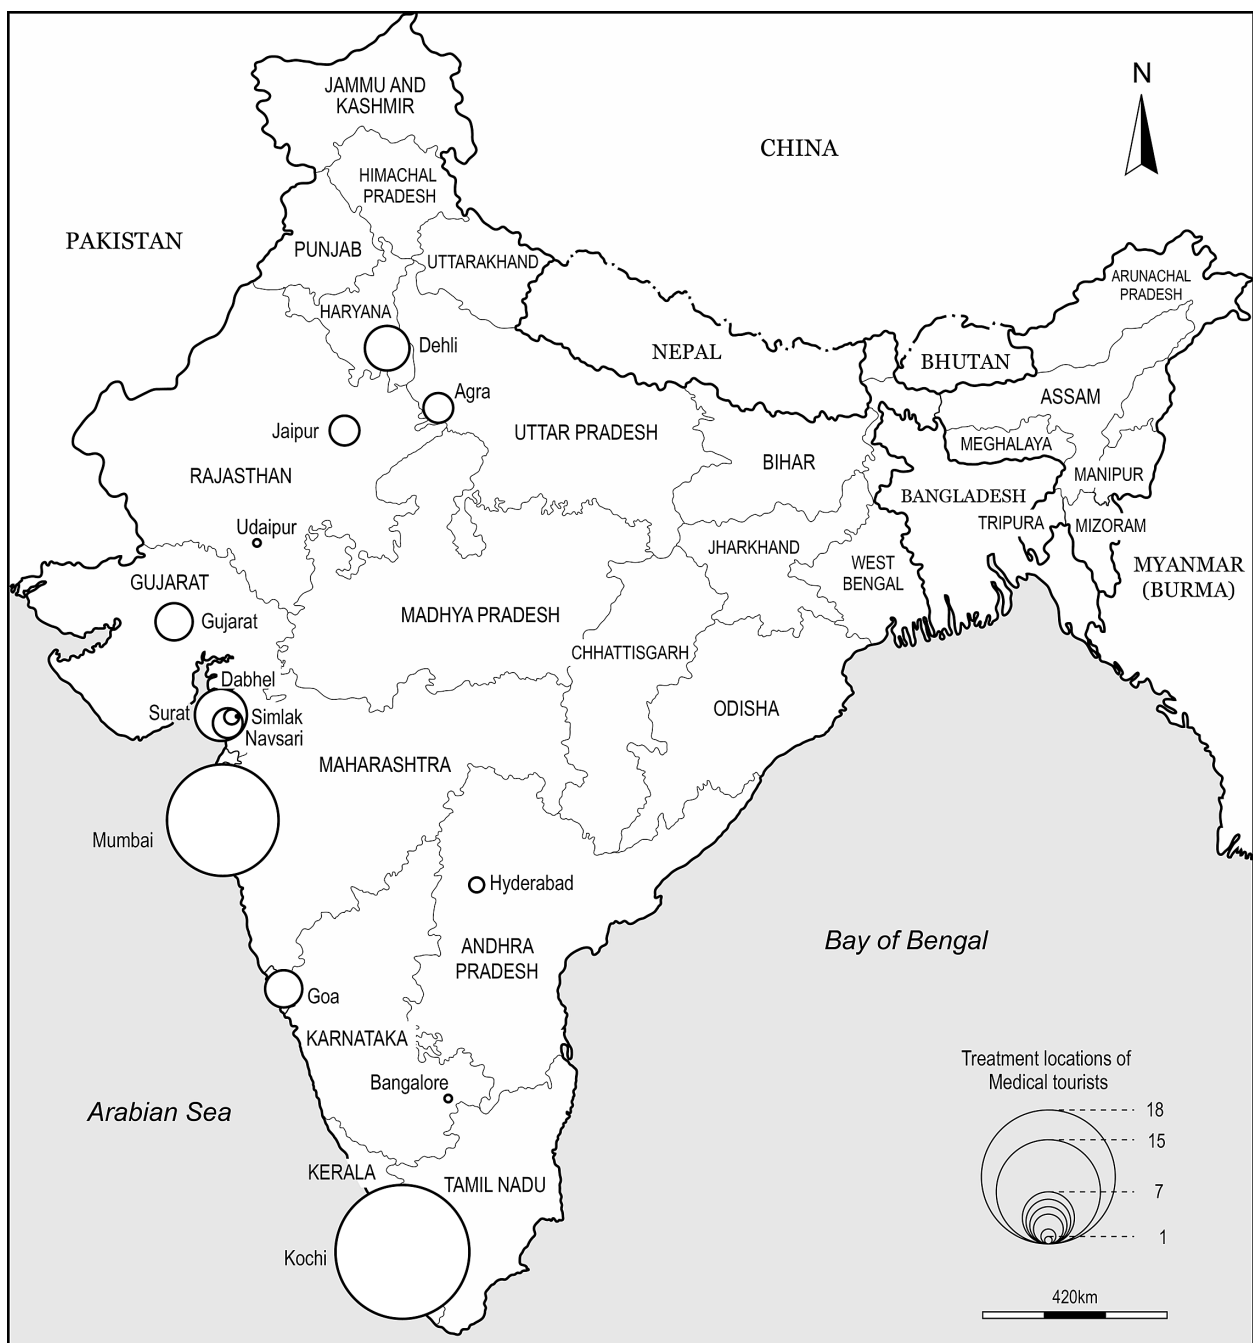 JAMMU AND
KASHMIR
N
CHINA
HIMACHAL
PRADESH
PAKISTAN
PUNJAB
UTTARAKHAND
ARUNACHAL
PRADESH
HARYANA
Dehli
NEPAL
BHUTAN
Agra
ASSAM
Jaipur
UTTAR PRADESH
MEGHALAYA
BIHAR
RAJASTHAN
MANIPUR
BANGLADESH
Udaipur
TRIPURA
MIZORAM
JHARKHAND
WEST
BENGAL
MYANMAR
(BURMA)
GUJARAT
MADHYA PRADESH
Gujarat
CHHATTISGARH
Dabhel
Surat
Simlak
Navsari
ODISHA
MAHARASHTRA
Mumbai
Hyderabad
ANDHRA
PRADESH
Bay of Bengal
Goa
KARNATAKA
Bangalore
Arabian Sea
KERALA
TAMIL NADU
Kochi
Treatment locations of
Medical tourists
18
15
7
1
420km